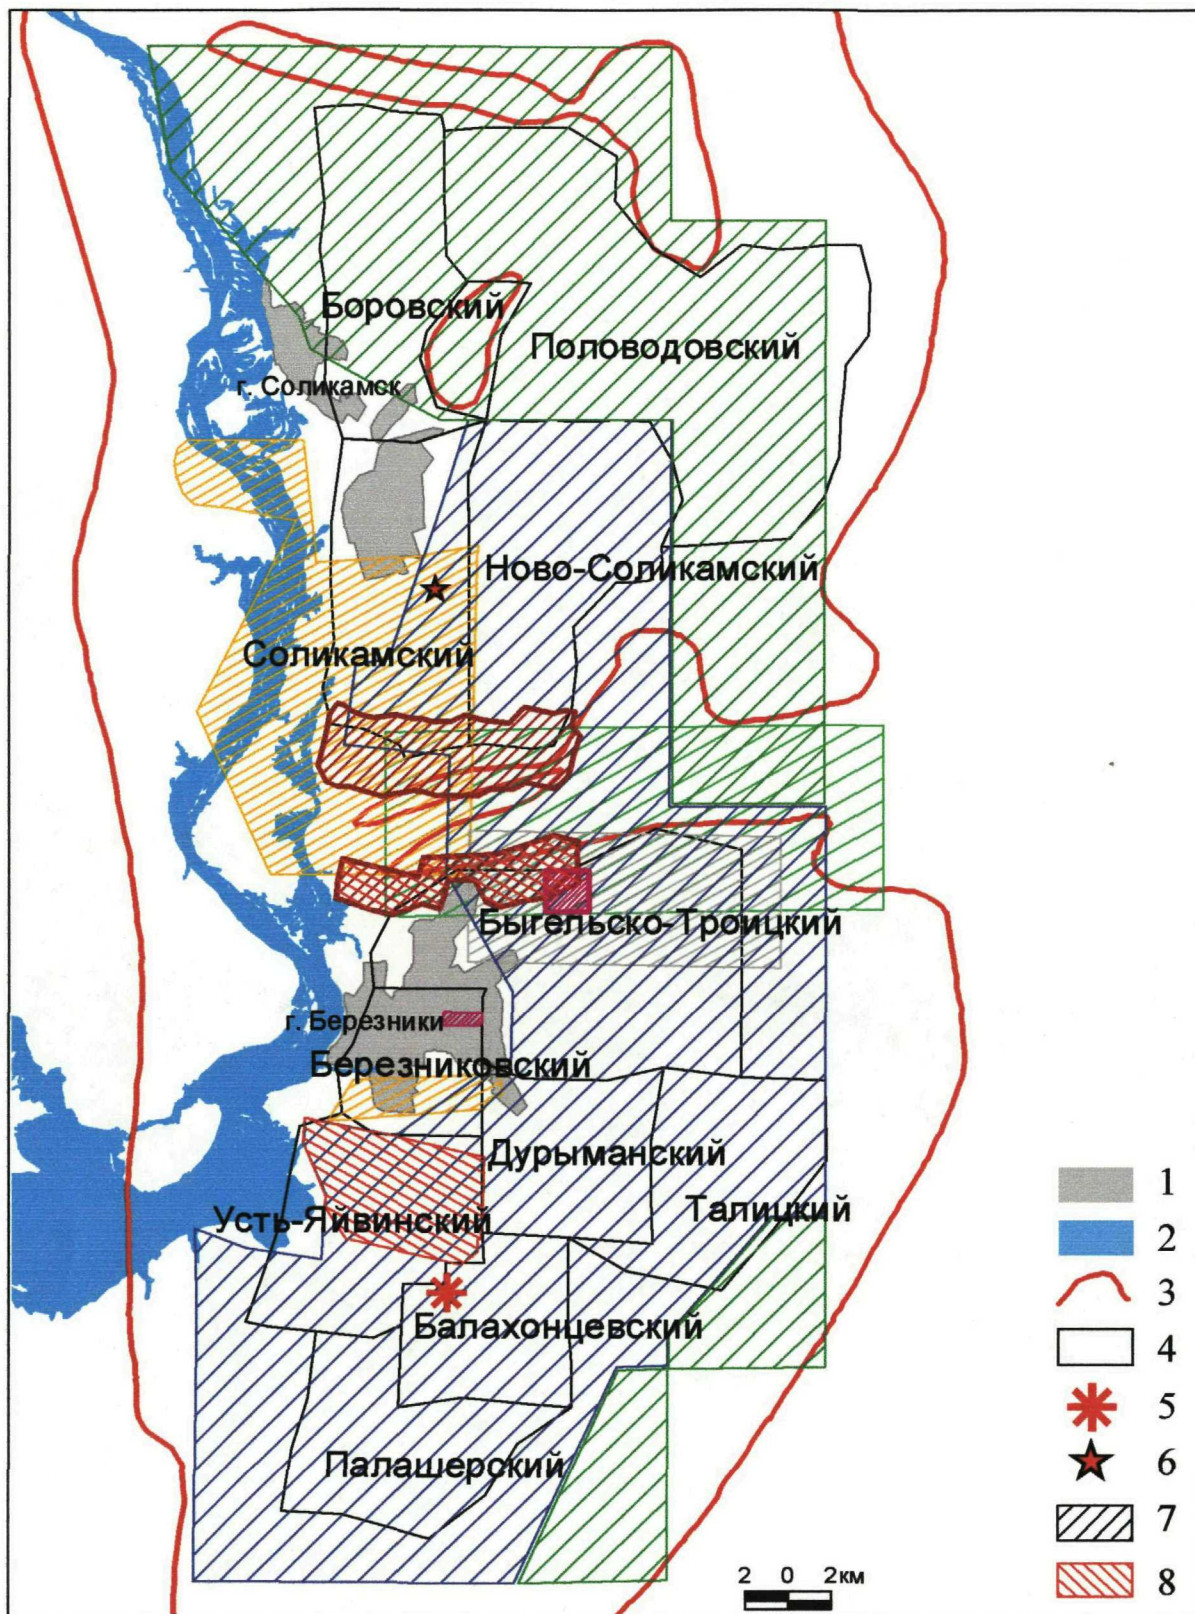 Боровский
Половодовский
г. Соликамск
Ново-Соликамский
Соликамский
Быгельско-Троицкий
г. Березники
Березниковский
Дурыманский
Усть-Яйвинский
Талицкий
Балахонцевский
Палашерский
1
2
3
4
5
6
7
8
2 0 2км